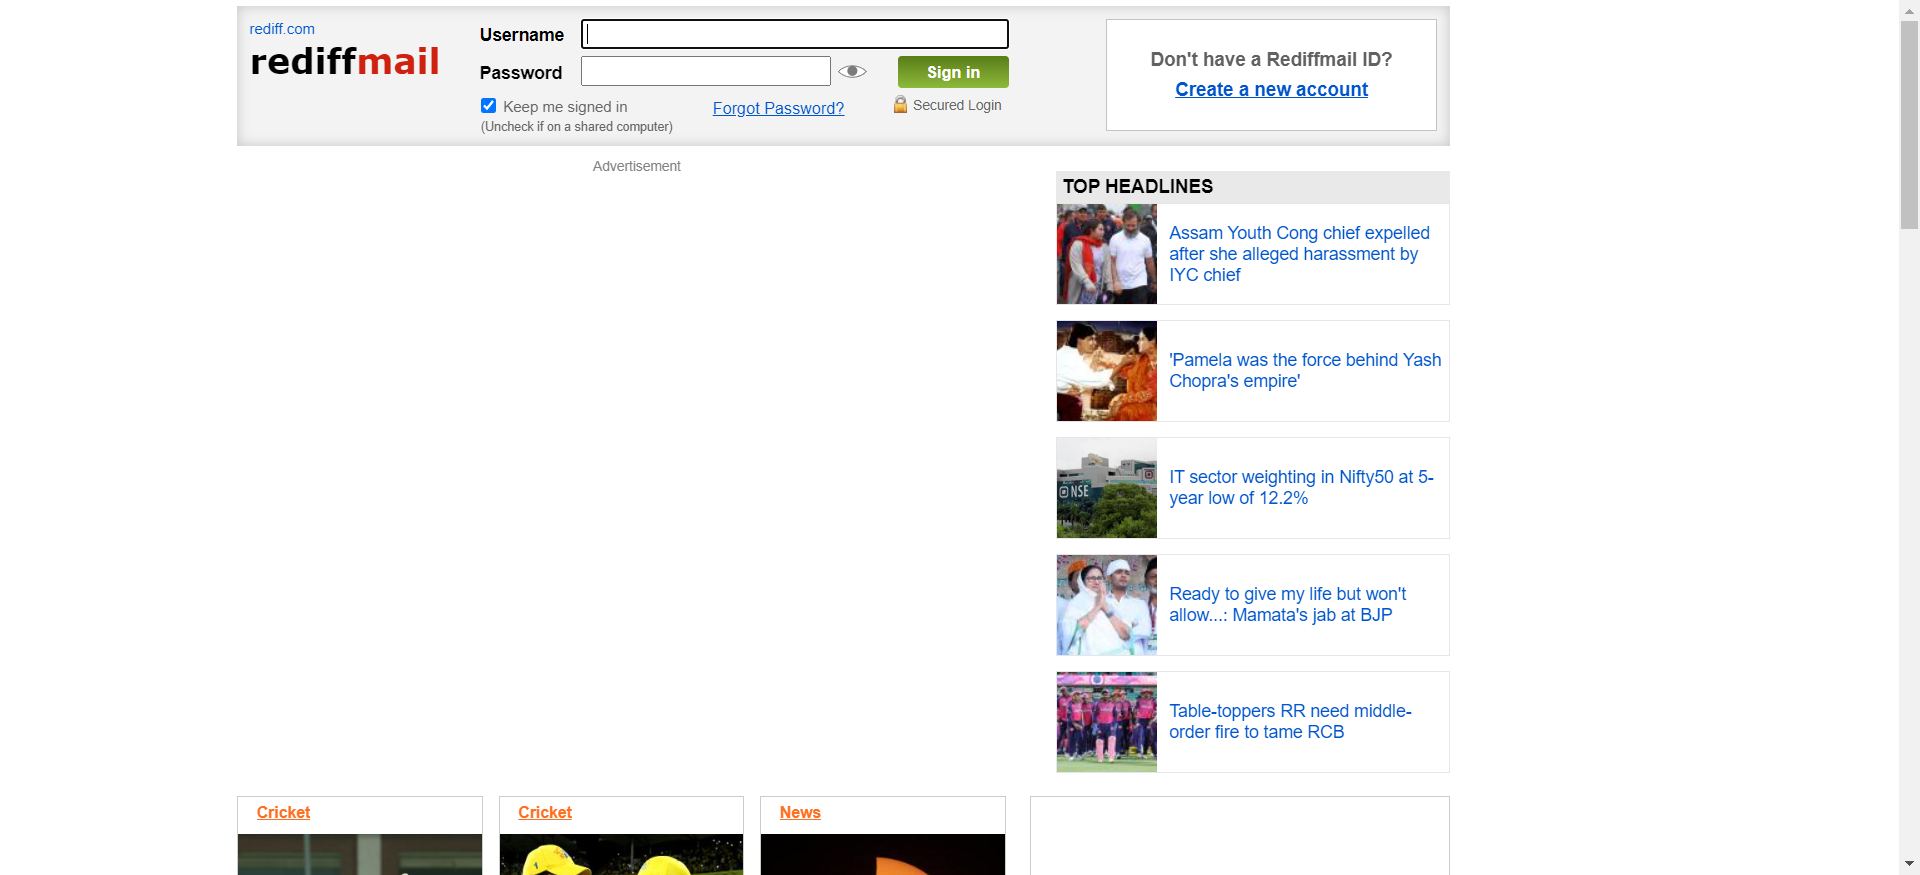 rediff.com
rediffmail
Username
Password
Sign in
Keep me signed in
(Uncheck if on a shared computer)
Forgot Password?
Secured Login
Don't have a Rediffmail ID?
Create a new account
Advertisement
TOP HEADLINES
Assam Youth Cong chief expelled
after she alleged harassment by
IYC chief
'Pamela was the force behind Yash
Chopra's empire'
NSE
IT sector weighting in Nifty50 at 5-
year low of 12.2%
Ready to give my life but won't
allow...: Mamata's jab at BJP
Table-toppers RR need middle-
order fire to tame RCB
Cricket
Cricket
News